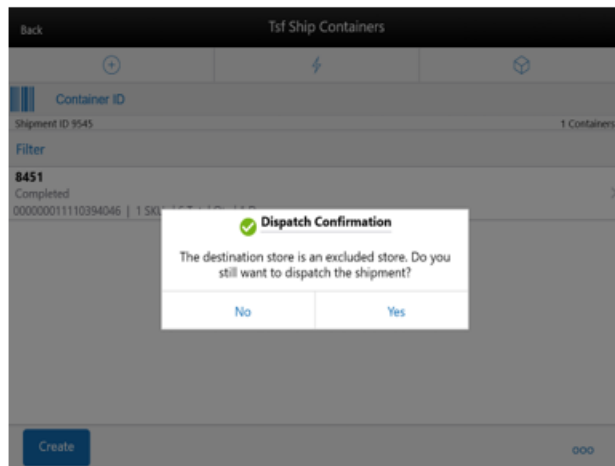 Back
Tsf Ship Containers
Container ID
Shipment ID 9545
1 Containers
Filter
8451
Completed
000000011110394046 | 1 SKU
Dispatch Confirmation
The destination store is an excluded store. Do you
still want to dispatch the shipment?
No
Yes
Create